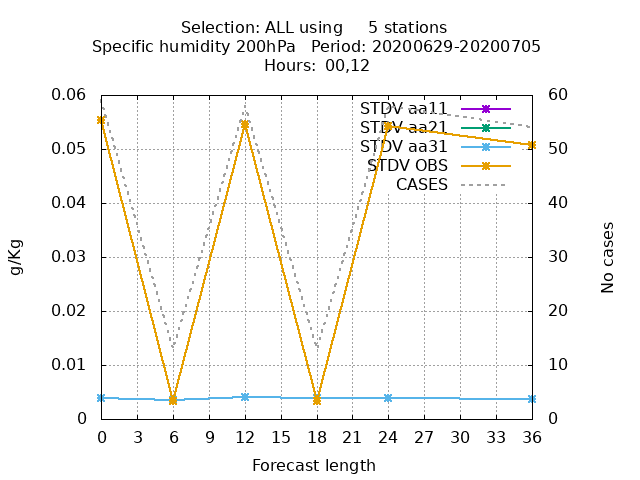 Selection: ALL using 5 stations
Specific humidity 200hPa Period: 20200629-20200705
Hours: 00,12
0.06
0.05
0.04
0.03
0.02
0.01
0
g/Kg
STDV aa11
STDV aa21
STDV aa31
STDV OBS
CASES
60
50
40
30
20
10
0
No cases
0 3 6 9 12 15 18 21 24 27 30 33 36
Forecast length